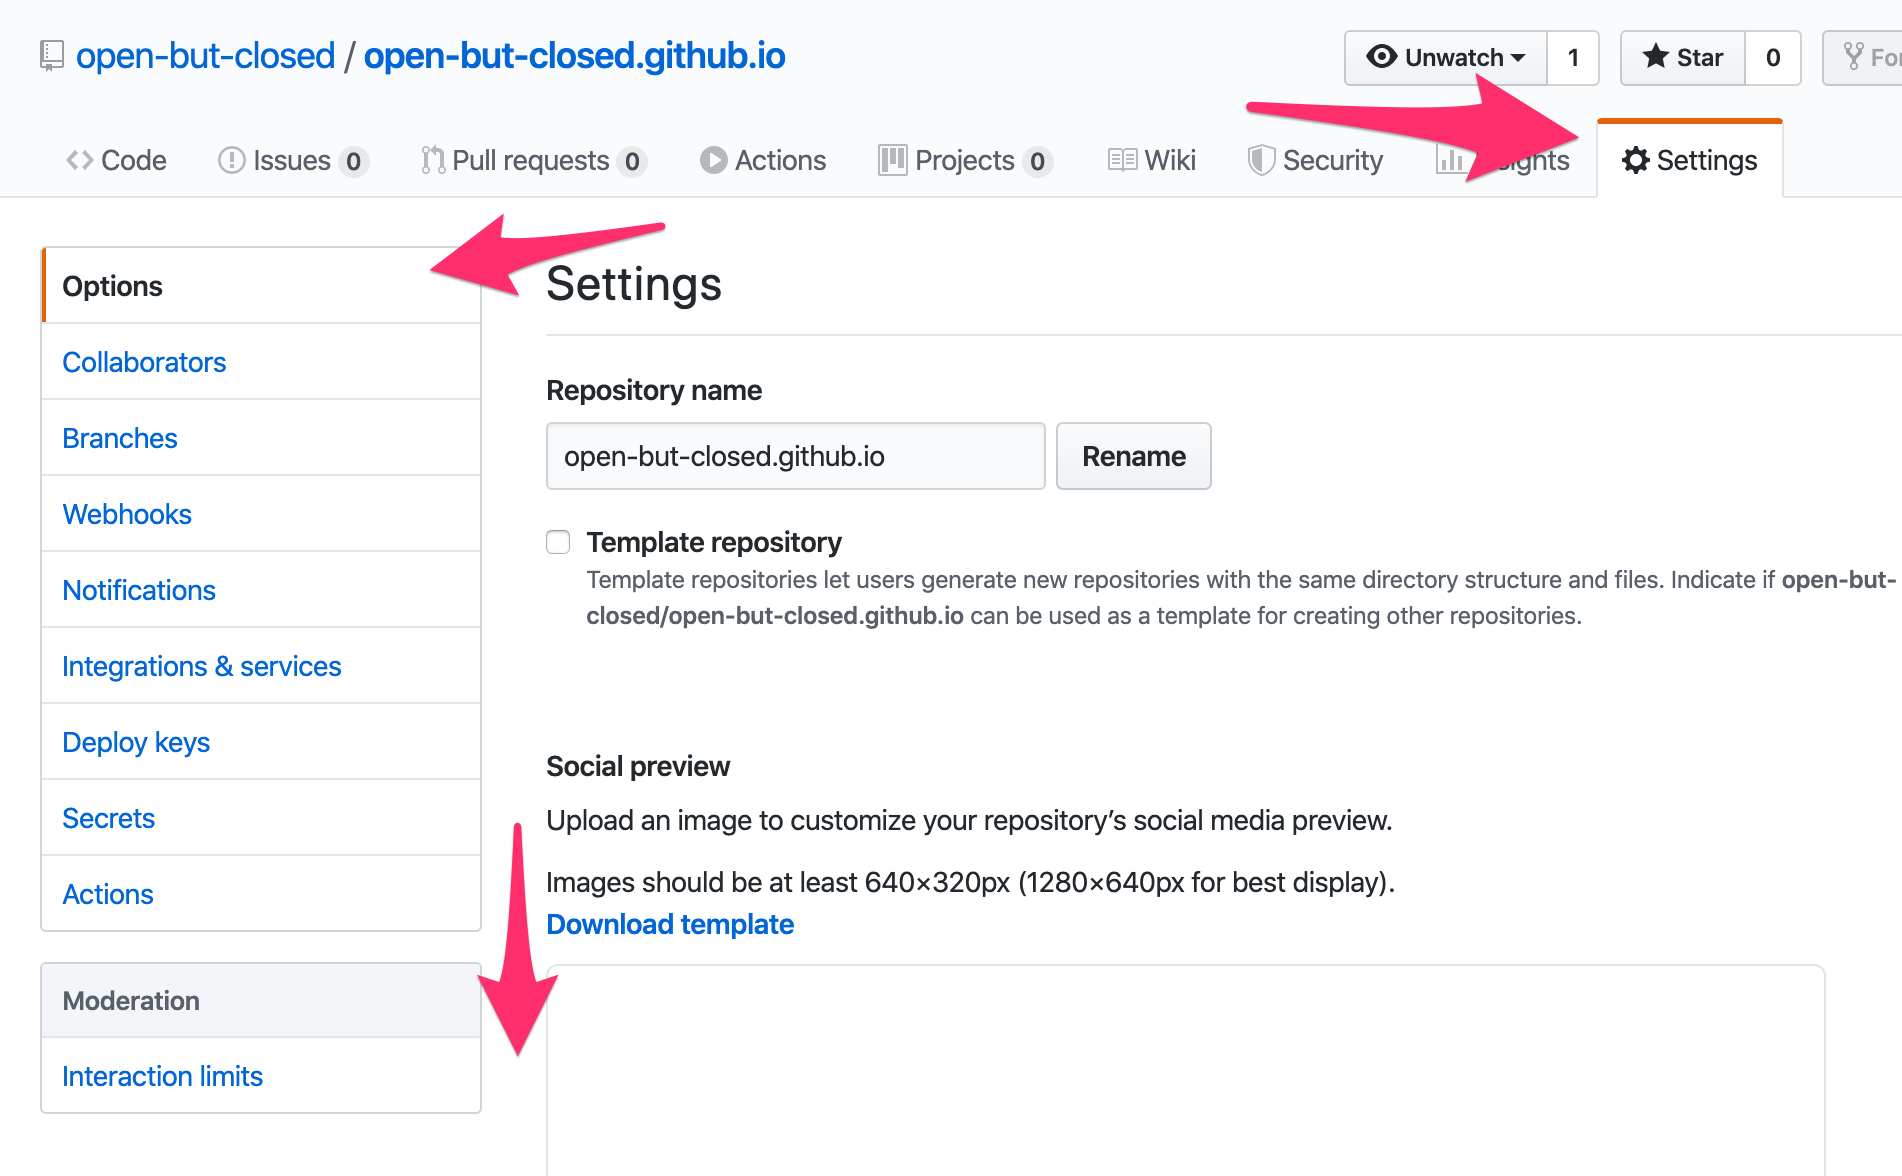 open-but-closed / open-but-closed.github.io
Unwatch 1 Star 0
Code Issues 0 Pull requests 0 Actions Projects 0 Wiki Security Settings
Options
Collaborators
Branches
Webhooks
Notifications
Integrations & services
Deploy keys
Secrets
Actions
Moderation
Interaction limits
Settings
Repository name
open-but-closed.github.io Rename
Template repository
Template repositories let users generate new repositories with the same directory structure and files. Indicate if open-but-
closed/open-but-closed.github.io can be used as a template for creating other repositories.
Social preview
Upload an image to customize your repository’s social media preview.
Images should be at least 640×320px (1280×640px for best display).
Download template